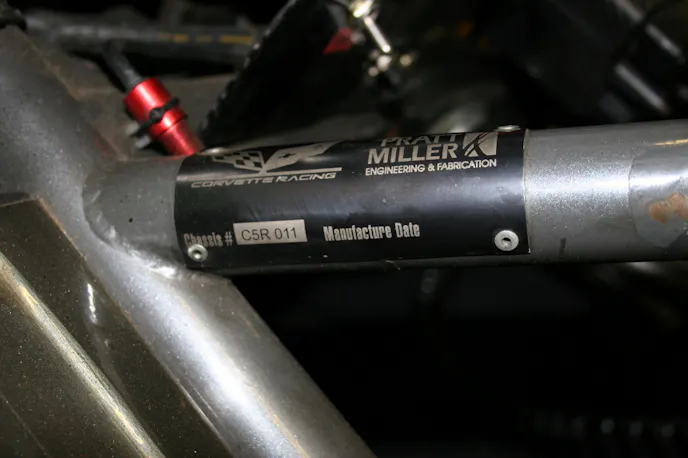 CORVETTE RACING
PRATT
MILLER
ENGINEERING & FABRICATION
Chassis # C5R 011 Manufacture Date